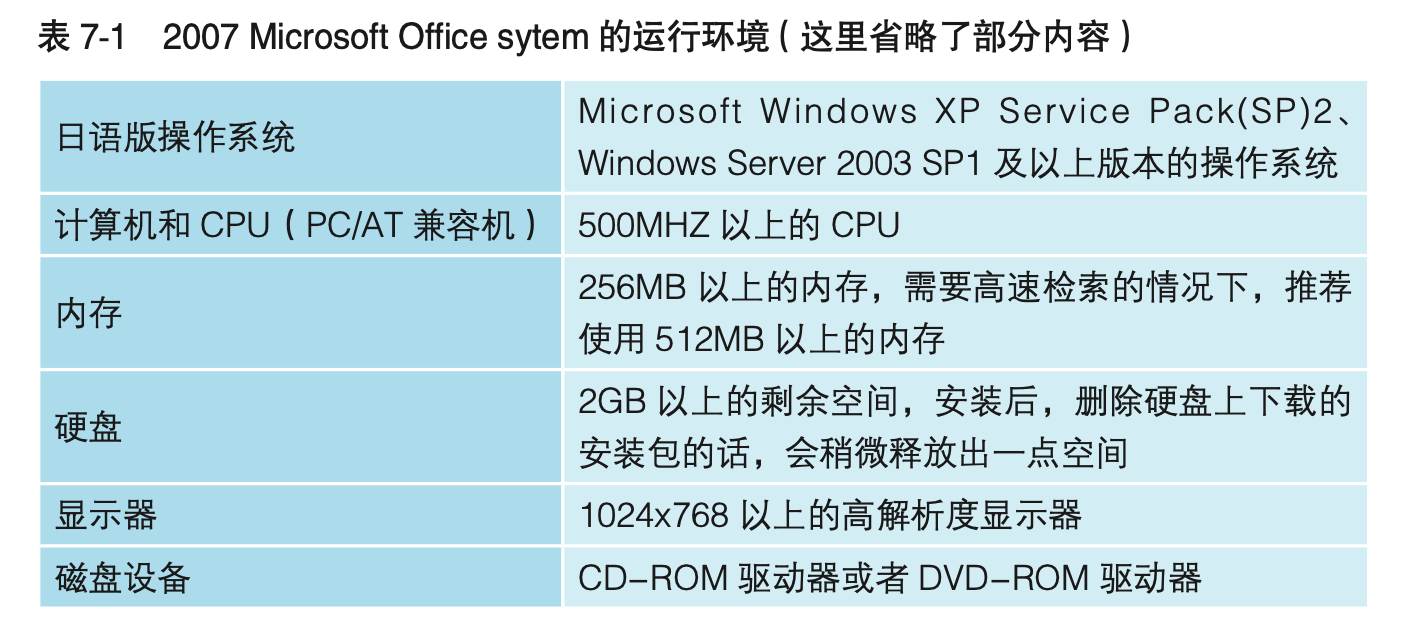 表 7-1 2007 Microsoft Office sytem 的运行环境（这里省略了部分内容）
日语版操作系统
Microsoft Windows XP Service Pack(SP)2、
Windows Server 2003 SP1 及以上版本的操作系统
计算机和 CPU（PC/AT 兼容机）
500MHZ 以上的 CPU
内存
256MB 以上的内存，需要高速检索的情况下，推荐
使用 512MB 以上的内存
硬盘
2GB 以上的剩余空间，安装后，删除硬盘上下载的
安装包的话，会稍微释放出一点空间
显示器
1024x768 以上的高解析度显示器
磁盘设备
CD-ROM 驱动器或者 DVD-ROM 驱动器